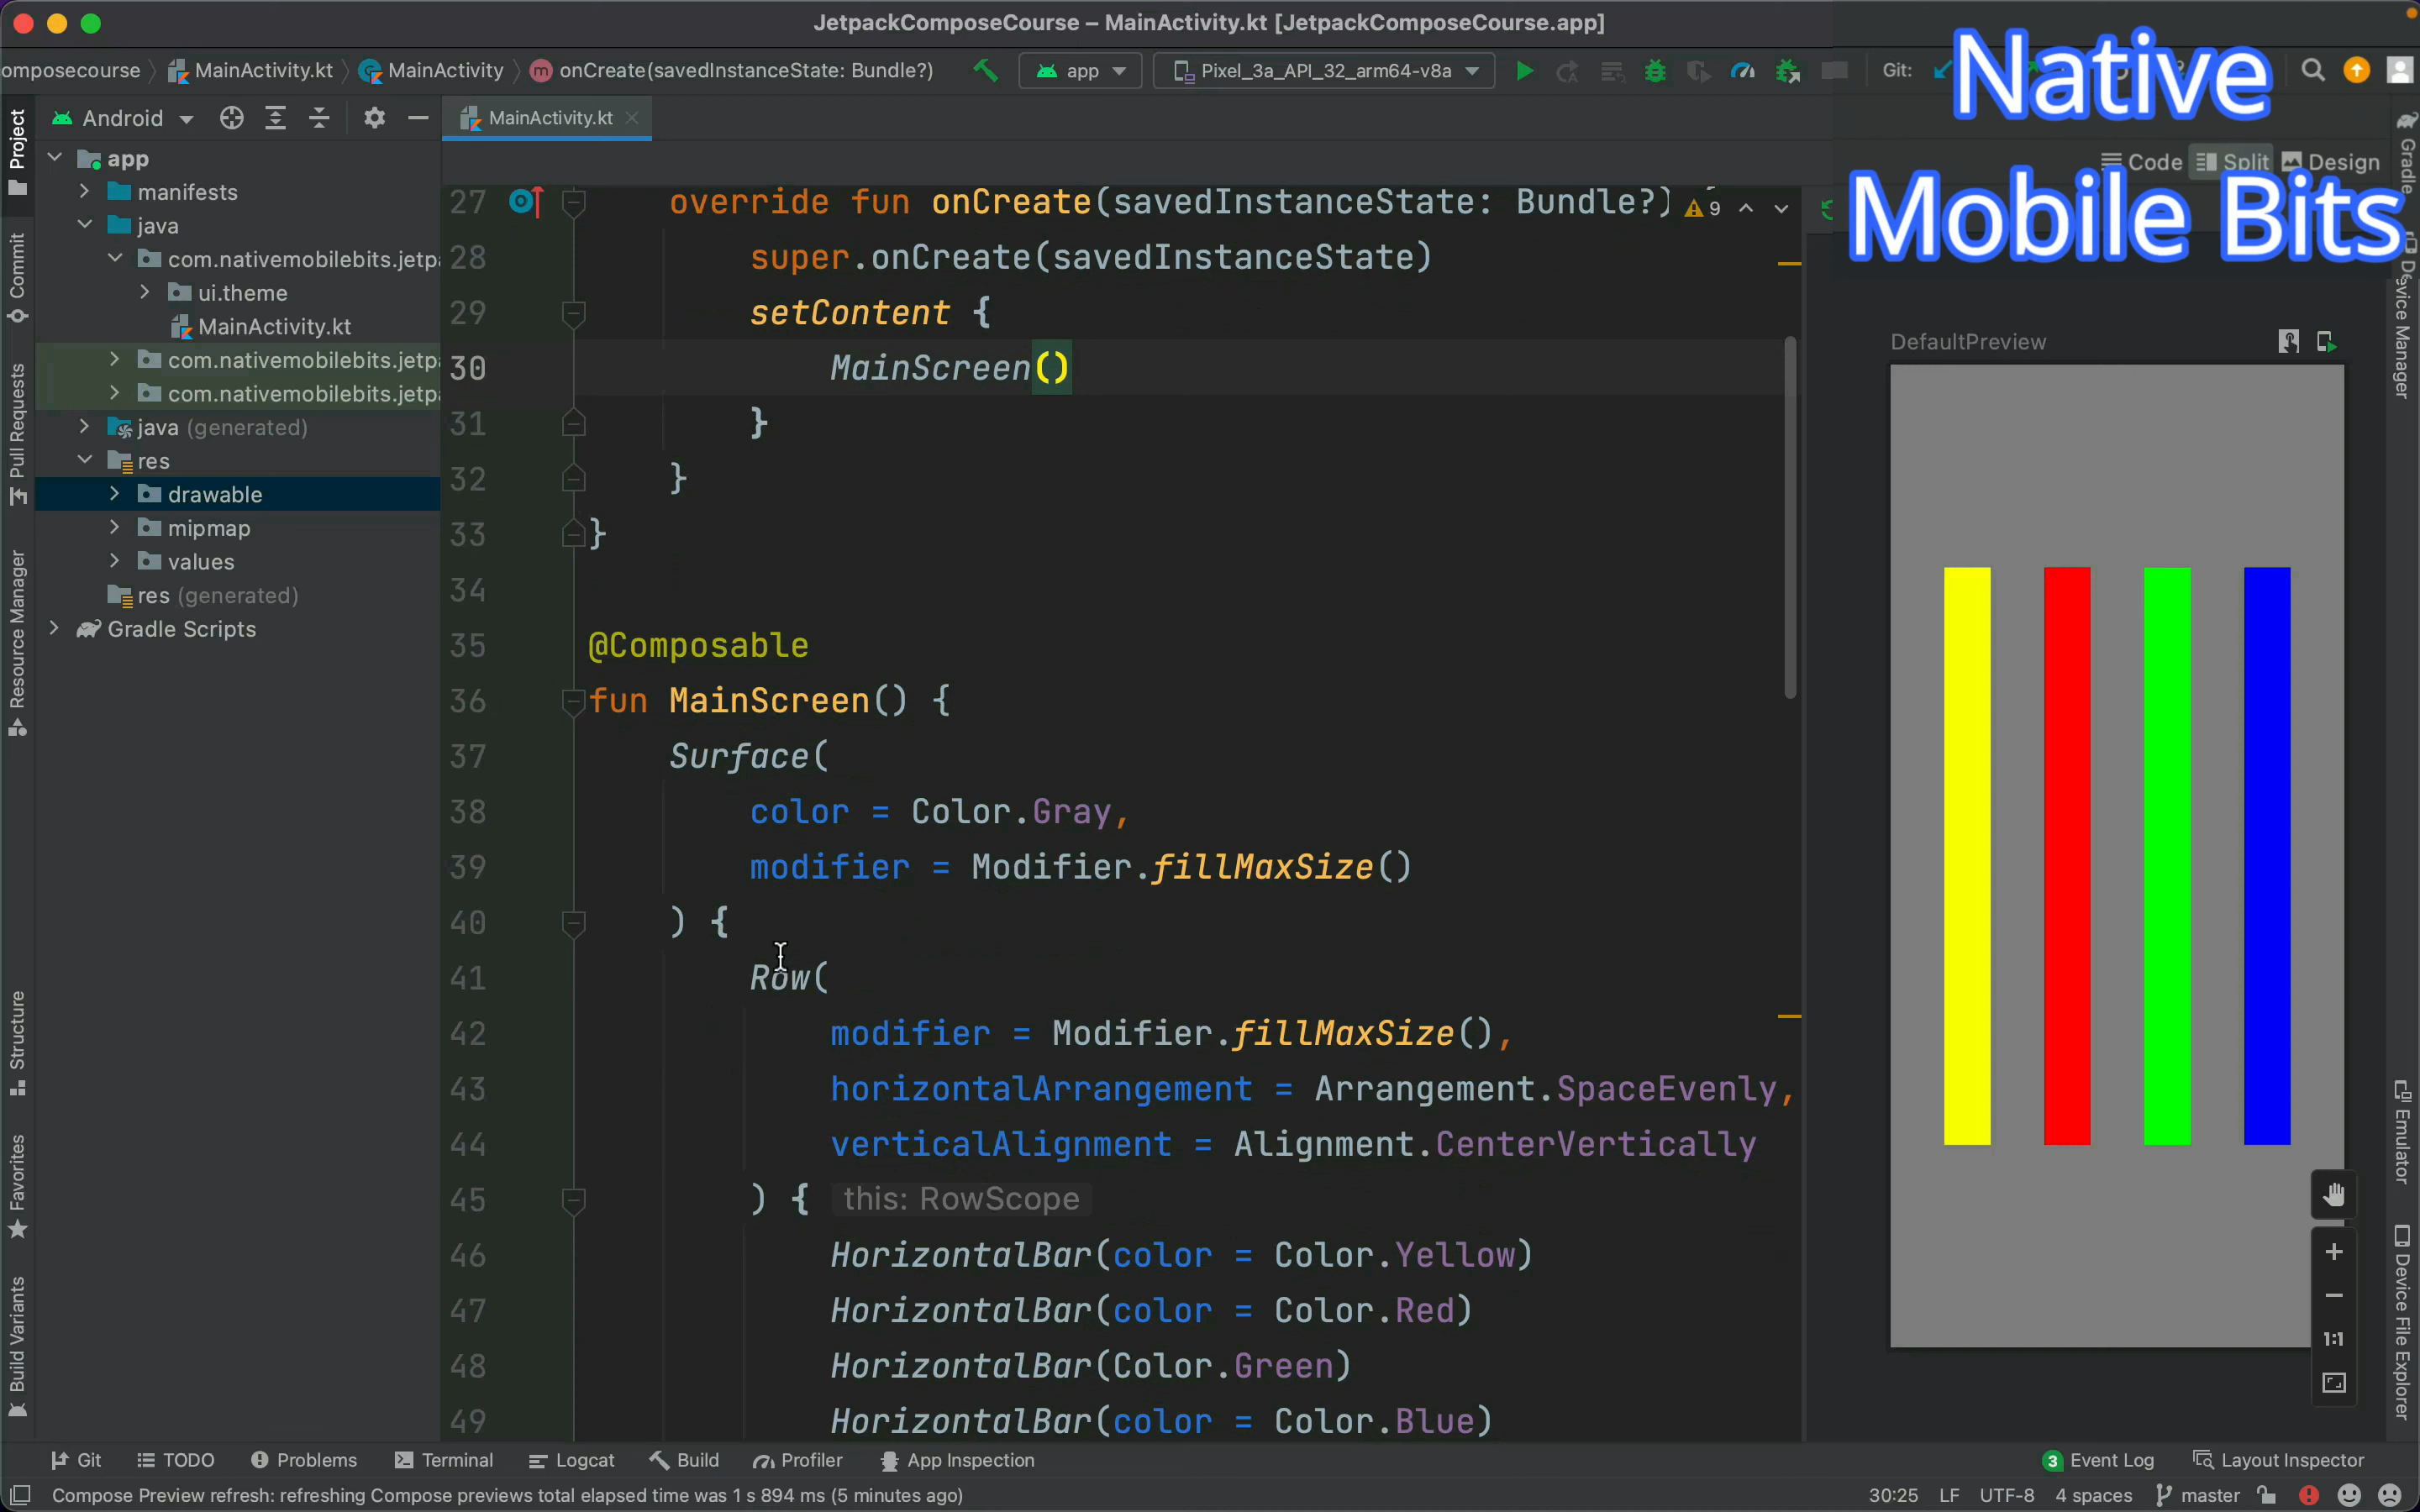 JetpackComposeCourse – MainActivity.kt [JetpackComposeCourse.app]
omposecourse
MainActivity.kt
MainActivity
onCreate(savedInstanceState: Bundle?)
app
Pixel_3a_API_32_arm64-v8a
Git:
Native
Mobile Bits
Project
Commit
Pull Requests
Resource Manager
Structure
Favorites
Build Variants
Android
app
manifests
java
com.nativemobilebits.jetp
ui.theme
MainActivity.kt
com.nativemobilebits.jetp
com.nativemobilebits.jetp
java (generated)
res
drawable
mipmap
values
res (generated)
Gradle Scripts
MainActivity.kt
Code
Split
Design
9
27 override fun onCreate(savedInstanceState: Bundle?) {
28 super.onCreate(savedInstanceState)
29 setContent {
30 MainScreen()
31 }
32 }
33 }
34
35 @Composable
36 fun MainScreen() {
37 Surface(
38 color = Color.Gray,
39 modifier = Modifier.fillMaxSize()
40 ) {
41 Row(
42 modifier = Modifier.fillMaxSize(),
43 horizontalArrangement = Arrangement.SpaceEvenly,
44 verticalAlignment = Alignment.CenterVertically
45 ) { this: RowScope
46 HorizontalBar(color = Color.Yellow)
47 HorizontalBar(color = Color.Red)
48 HorizontalBar(Color.Green)
49 HorizontalBar(color = Color.Blue)
DefaultPreview
1:1
Gradle
Device Manager
Emulator
Device File Explorer
Git
TODO
Problems
Terminal
Logcat
Build
Profiler
App Inspection
3 Event Log
Layout Inspector
Compose Preview refresh: refreshing Compose previews total elapsed time was 1 s 894 ms (5 minutes ago)
30:25
LF
UTF-8
4 spaces
master